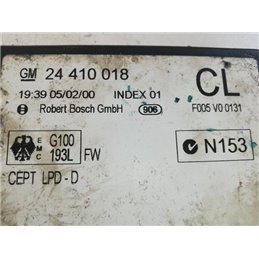 GM 24 410 018 CL
19:39 05/02/00 INDEX 01
Robert Bosch GmbH 906 F005 V0 0131
EMC G100 193L FW
N153
CEPT LPD - D